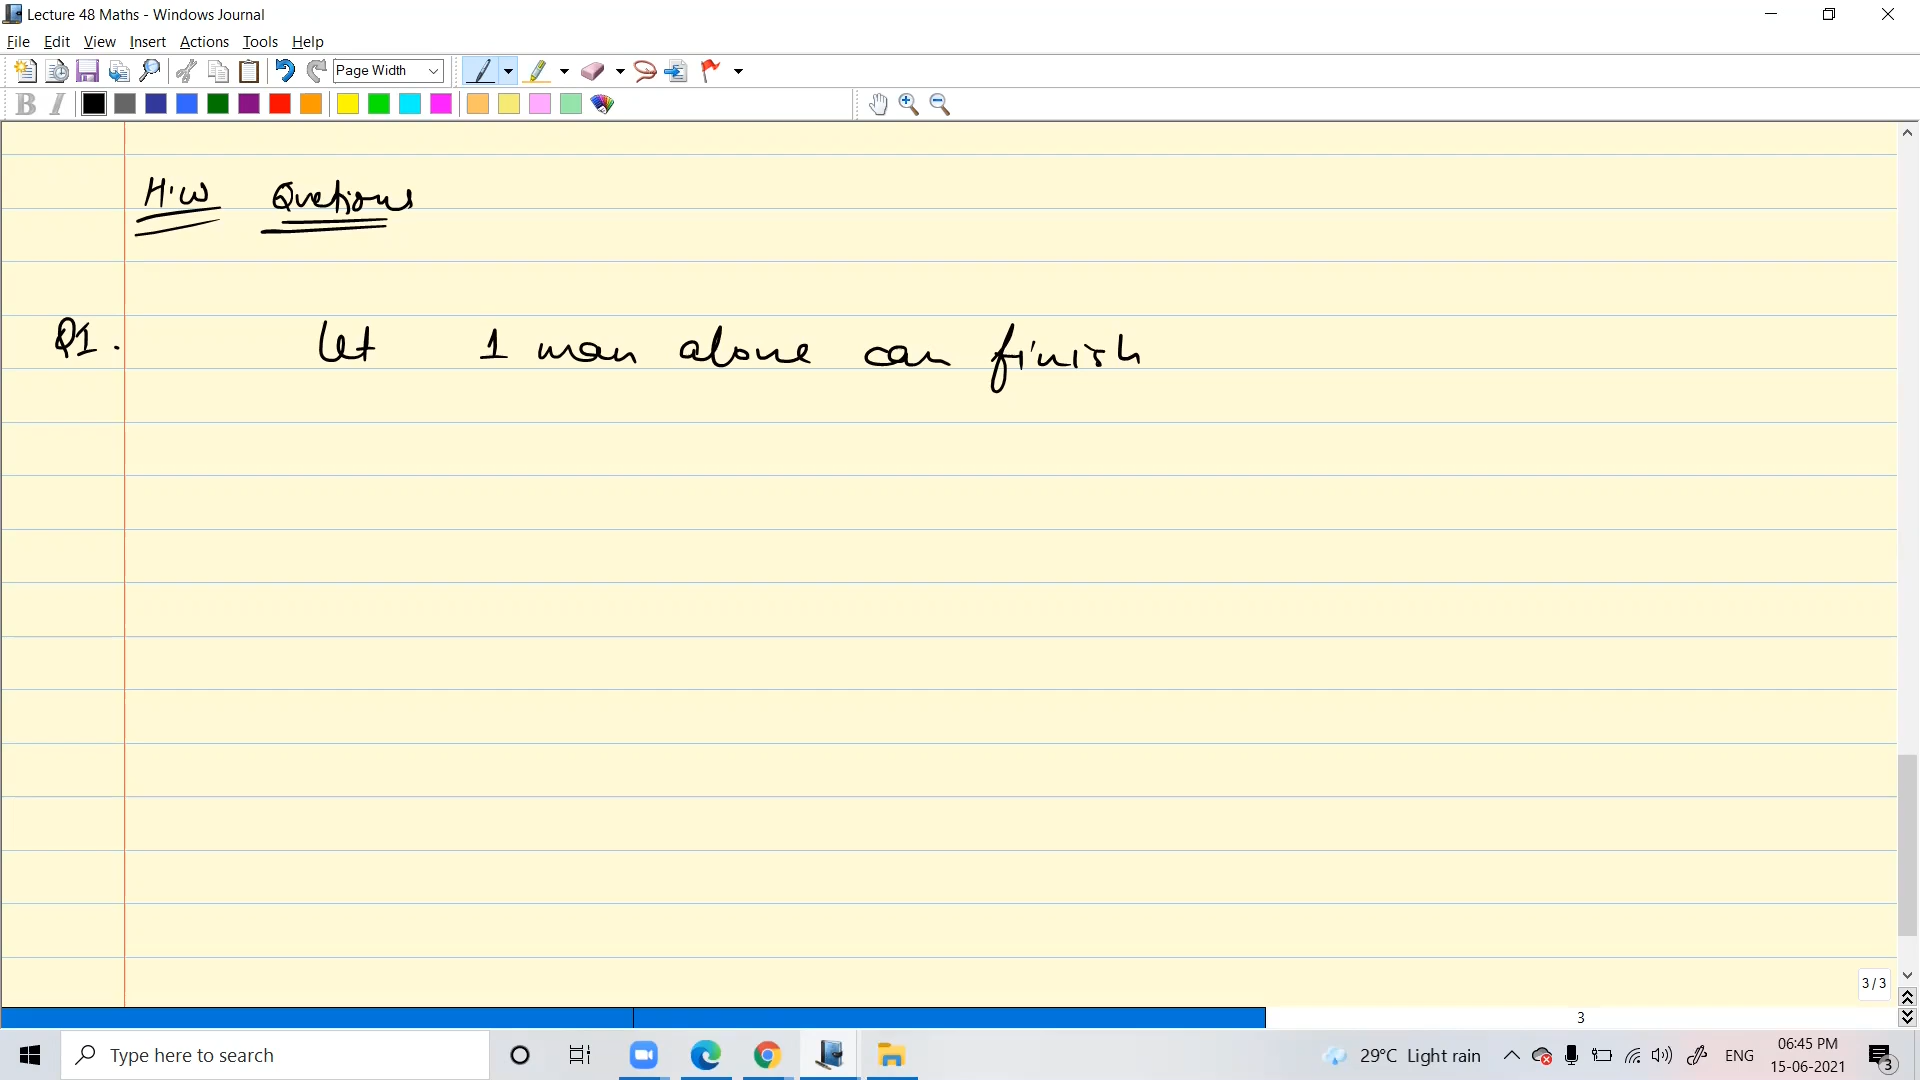 Lecture 48 Maths - Windows Journal
File Edit View Insert Actions Tools Help
Page Width
B I
H.W Questions
Q1. Let 1 man alone can finish
3 / 3
3
Type here to search
29°C Light rain
ENG
06:45 PM
15-06-2021
3